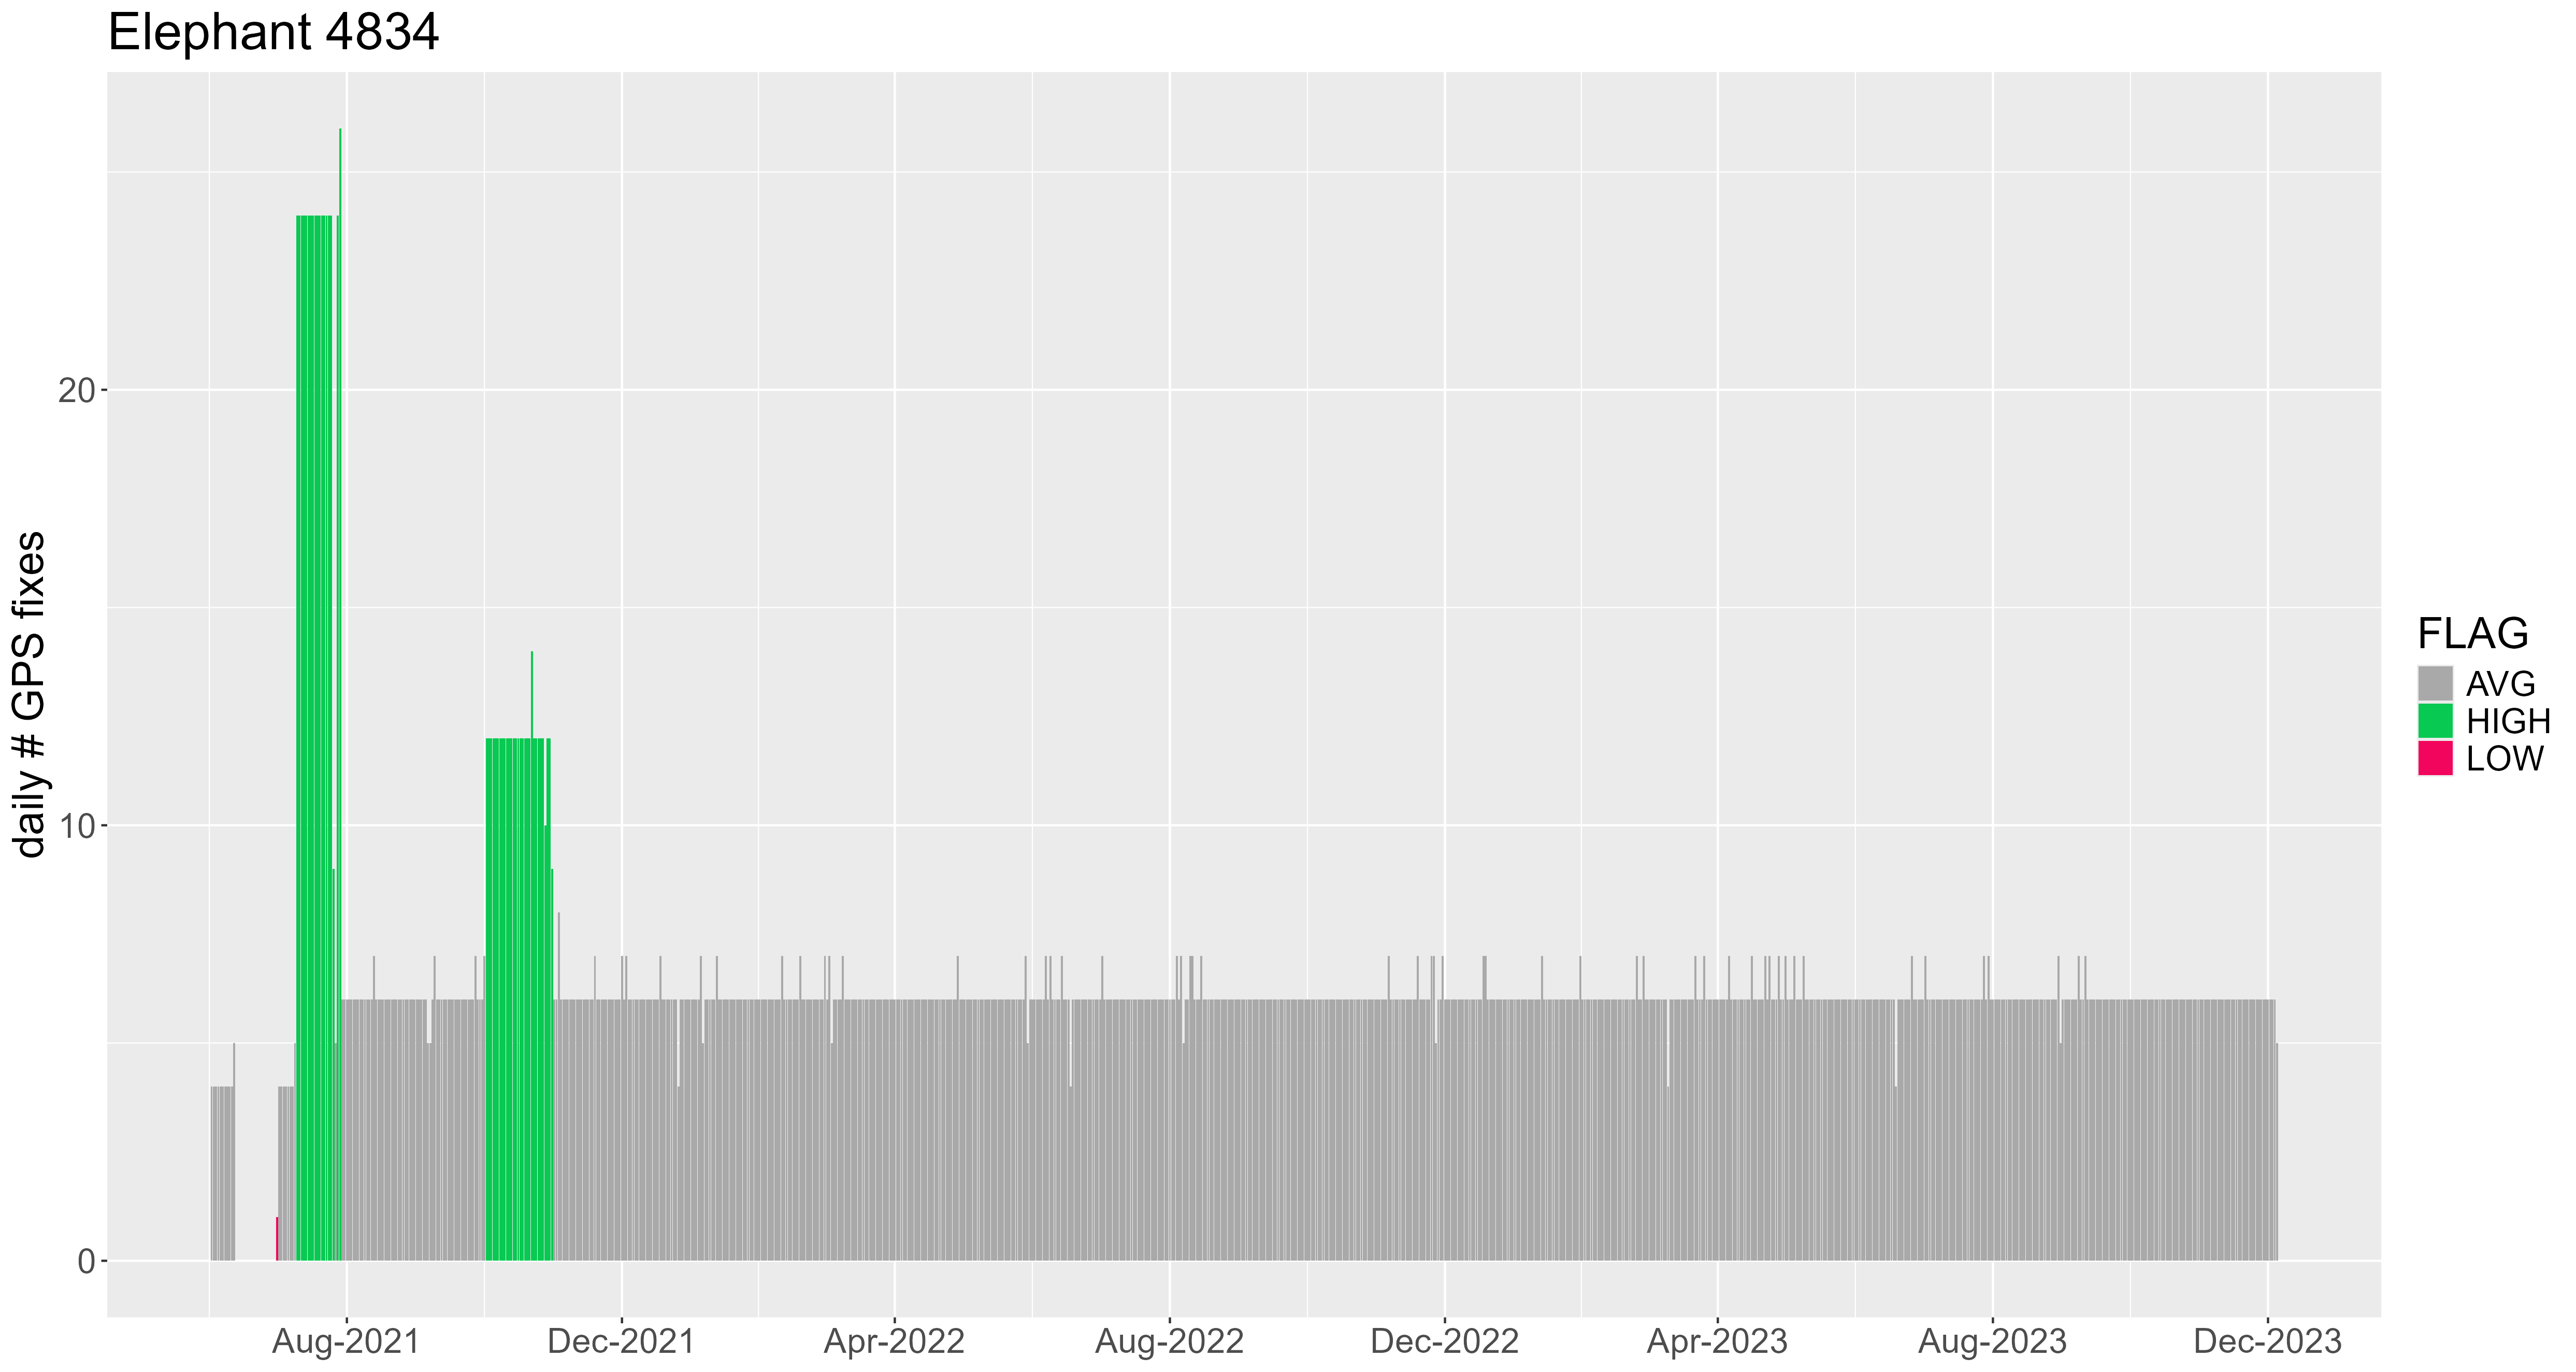 Elephant 4834
daily # GPS fixes
20
10
0
Aug-2021
Dec-2021
Apr-2022
Aug-2022
Dec-2022
Apr-2023
Aug-2023
Dec-2023
FLAG
AVG
HIGH
LOW